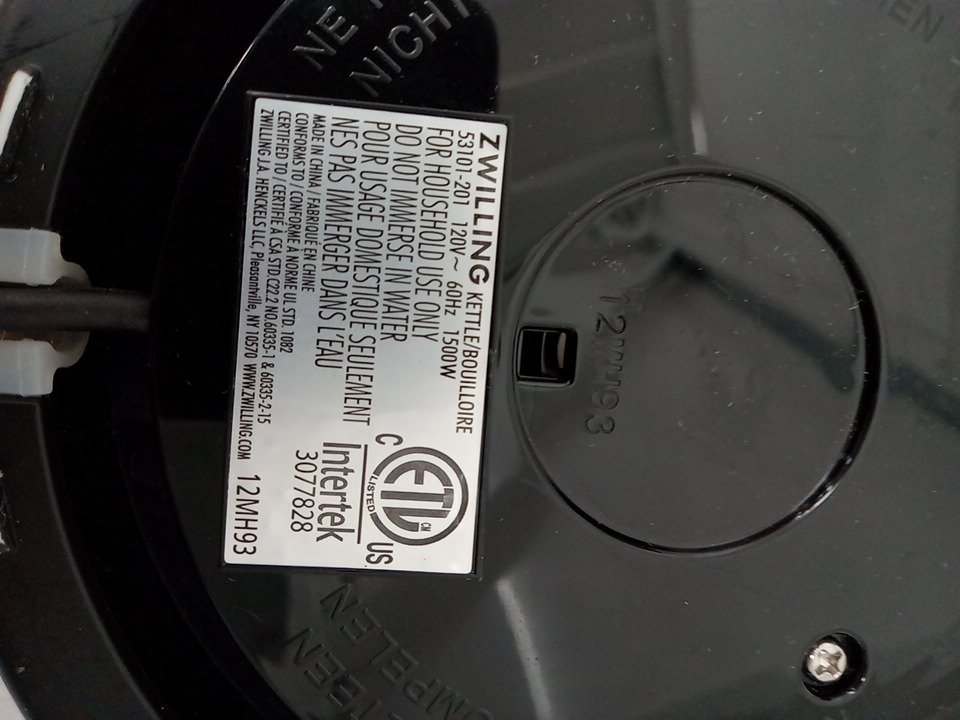 NE
NICHT
ZWILLING KETTLE/BOUILLOIRE
53101-201 120V~ 60Hz 1500W
FOR HOUSEHOLD USE ONLY
DO NOT IMMERSE IN WATER
POUR USAGE DOMESTIQUE SEULEMENT
NES PAS IMMERGER DANS L'EAU
MADE IN CHINA / FABRIQUÉ EN CHINE
CONFORMS TO / CONFORME À NORME UL STD. 1082
CERTIFIED TO / CERTIFIÉ À CSA STD.C22.2 NO.60335-1 & 60335-2-15
ZWILLING J.A. HENCKELS LLC, Pleasantville, NY 10570 WWW.ZWILLING.COM 12MH93
ETL CM
LISTED
C US
Intertek
3077828
12MH93